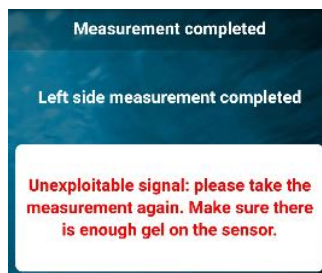 Measurement completed
Left side measurement completed
Unexploitable signal: please take the
measurement again. Make sure there
is enough gel on the sensor.